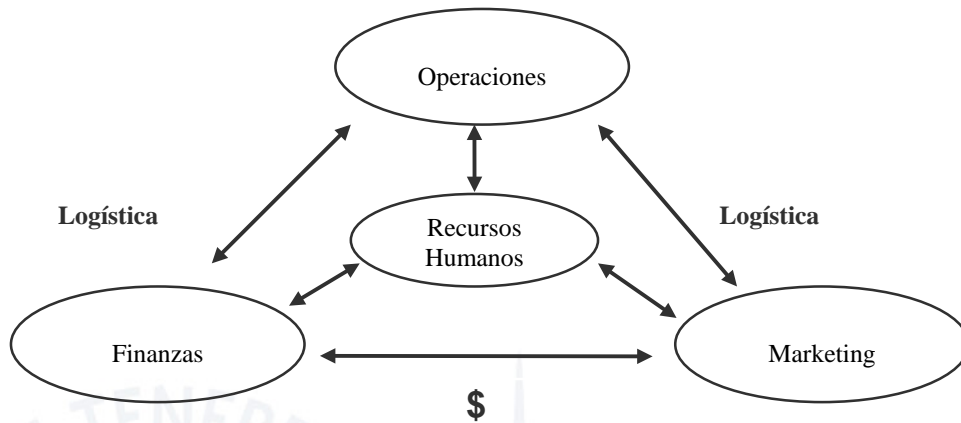 Operaciones
Logística
Logística
Recursos
Humanos
Finanzas
Marketing
$